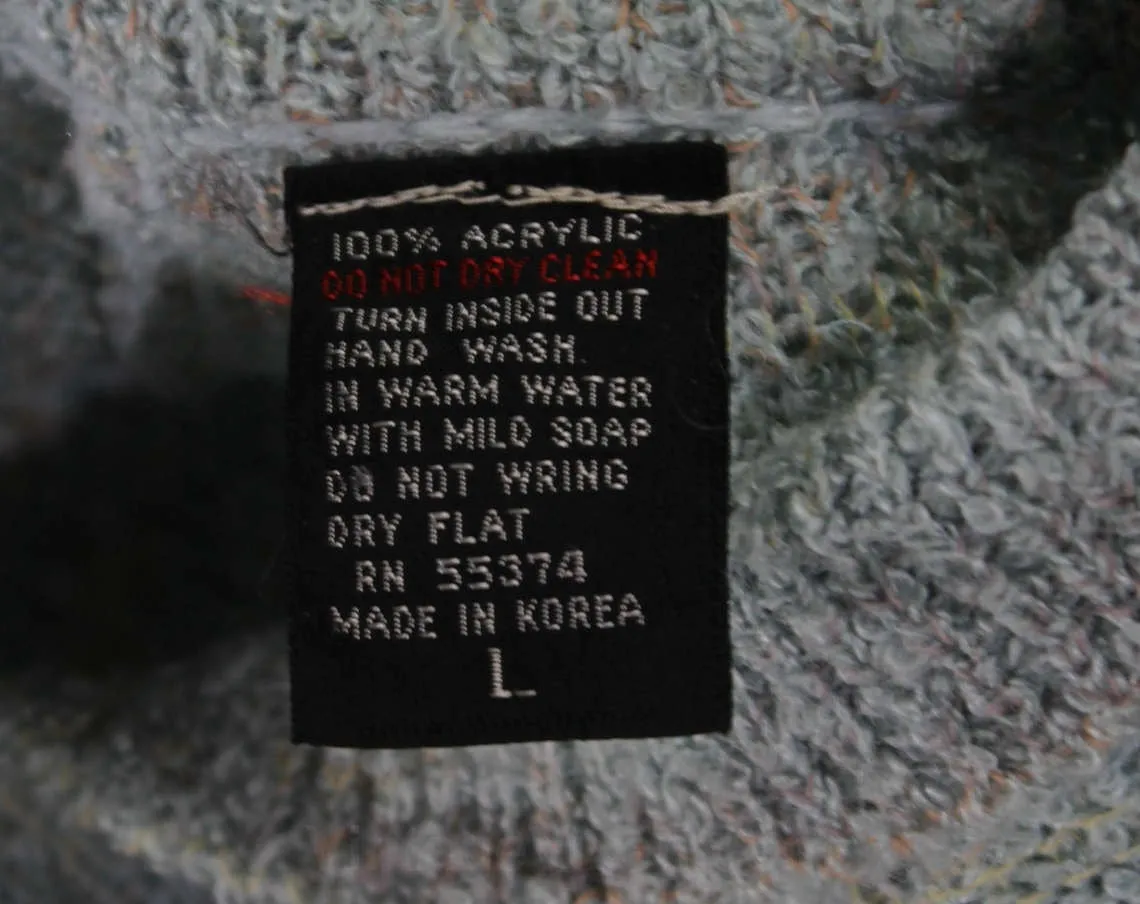 100% ACRYLIC
DO NOT DRY CLEAN
TURN INSIDE OUT
HAND WASH
IN WARM WATER
WITH MILD SOAP
DO NOT WRING
DRY FLAT
RN 55374
MADE IN KOREA
L